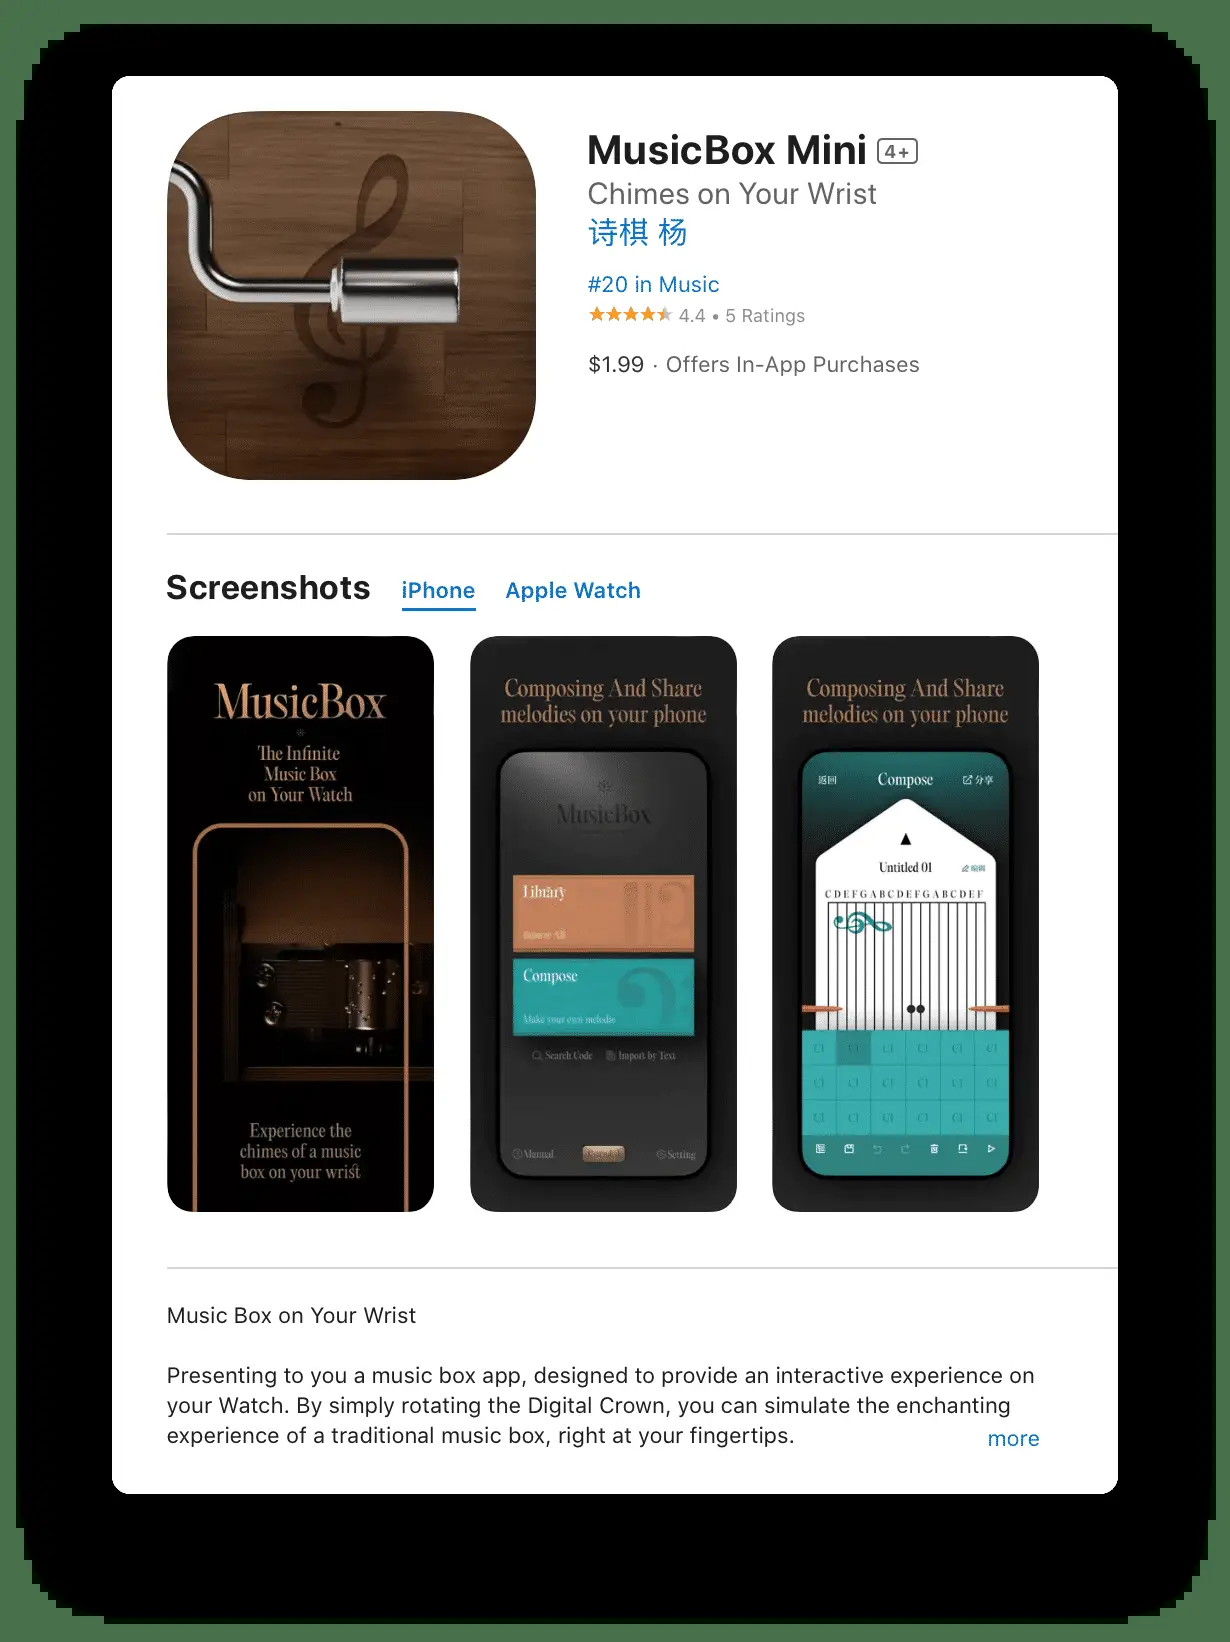 MusicBox Mini 4+
Chimes on Your Wrist
诗棋 杨
#20 in Music
4.4 • 5 Ratings
$1.99 · Offers In-App Purchases
Screenshots iPhone Apple Watch
MusicBox
The Infinite
Music Box
on Your Watch
Experience the
chimes of a music
box on your wrist
Composing And Share
melodies on your phone
MusicBox
Library
Browse All
Compose
Make your own melodie
Search Code Import by Text
Manual Setting
Composing And Share
melodies on your phone
返回 Compose 分享
Untitled 01 编辑
C D E F G A B C D E F G A B C D E F
Music Box on Your Wrist
Presenting to you a music box app, designed to provide an interactive experience on
your Watch. By simply rotating the Digital Crown, you can simulate the enchanting
experience of a traditional music box, right at your fingertips.
more